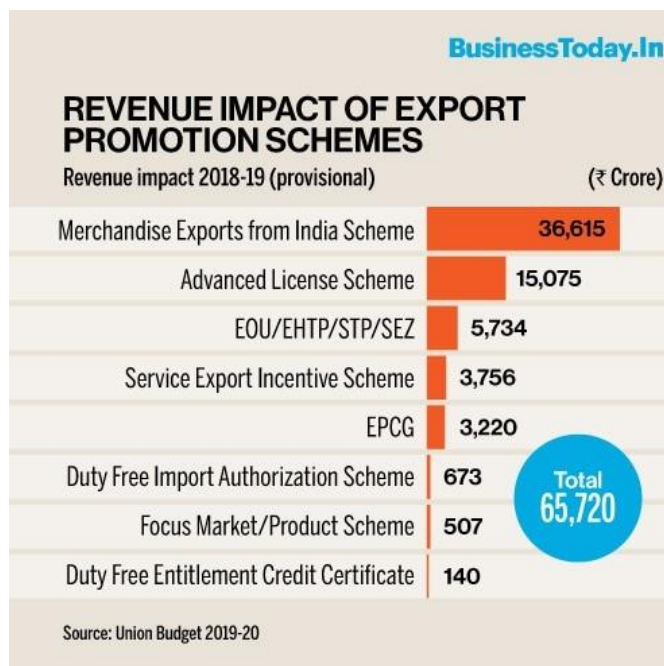 BusinessToday.In
REVENUE IMPACT OF EXPORT
PROMOTION SCHEMES
Revenue impact 2018-19 (provisional) (₹ Crore)
Merchandise Exports from India Scheme 36,615
Advanced License Scheme 15,075
EOU/EHTP/STP/SEZ 5,734
Service Export Incentive Scheme 3,756
EPCG 3,220
Duty Free Import Authorization Scheme 673
Focus Market/Product Scheme 507
Duty Free Entitlement Credit Certificate 140
Total
65,720
Source: Union Budget 2019-20